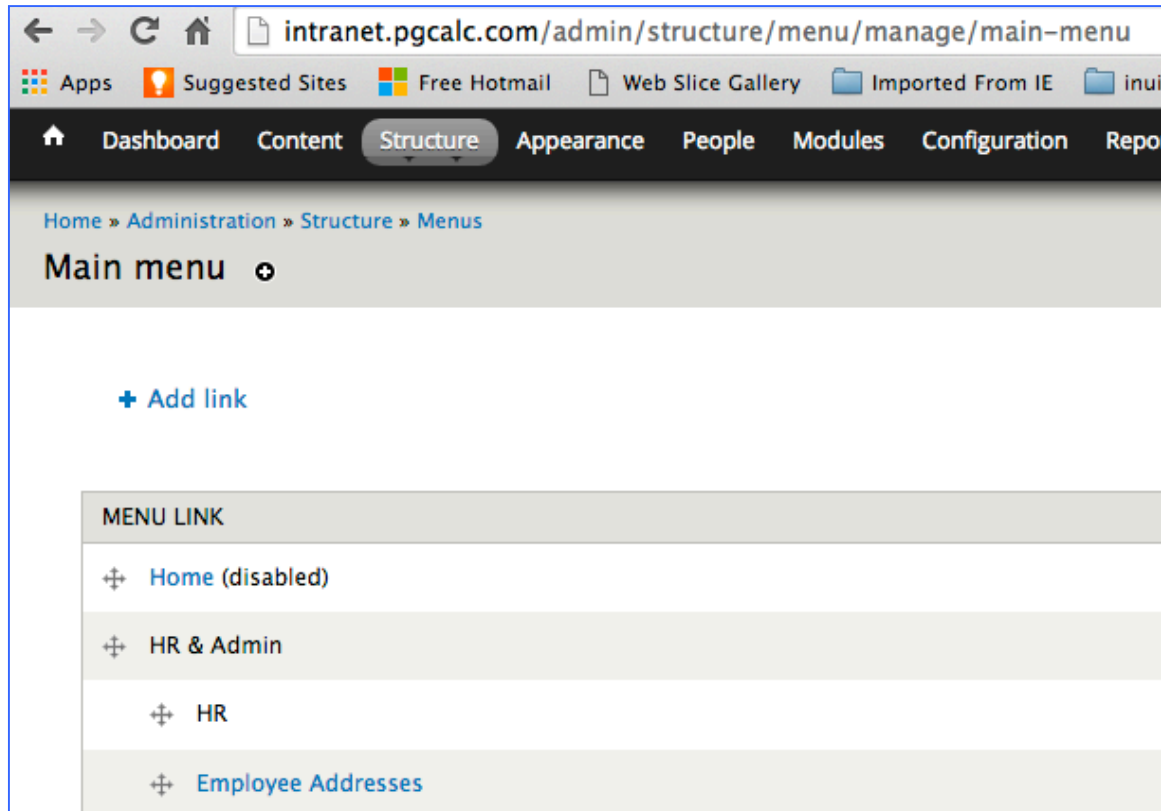 intranet.pgcalc.com/admin/structure/menu/manage/main-menu
Apps Suggested Sites Free Hotmail Web Slice Gallery Imported From IE inui
Dashboard Content Structure Appearance People Modules Configuration Repo
Home » Administration » Structure » Menus
Main menu
Add link
MENU LINK
Home (disabled)
HR & Admin
HR
Employee Addresses